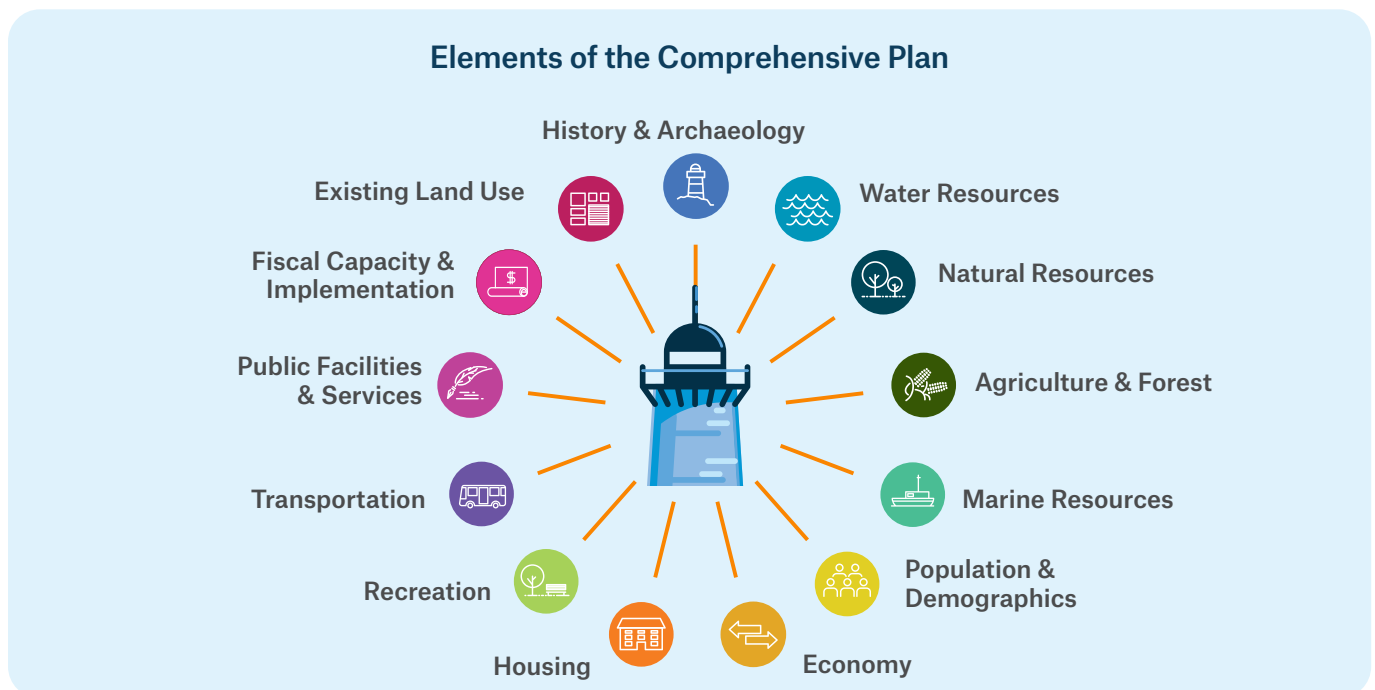 Elements of the Comprehensive Plan
History & Archaeology
Existing Land Use
Water Resources
Fiscal Capacity &
Implementation
Natural Resources
Public Facilities
& Services
Agriculture & Forest
Transportation
Marine Resources
Recreation
Population &
Demographics
Housing
Economy
$